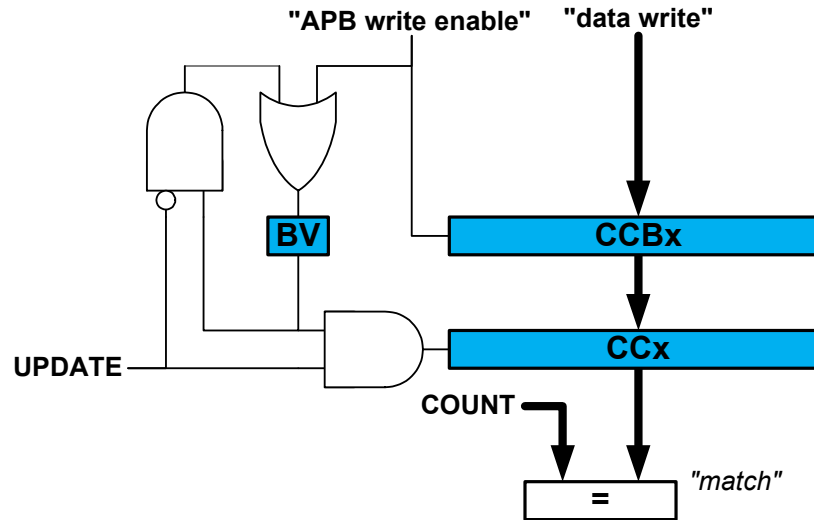 "APB write enable" "data write"
BV
CCBx
UPDATE
CCx
COUNT
"match"
=